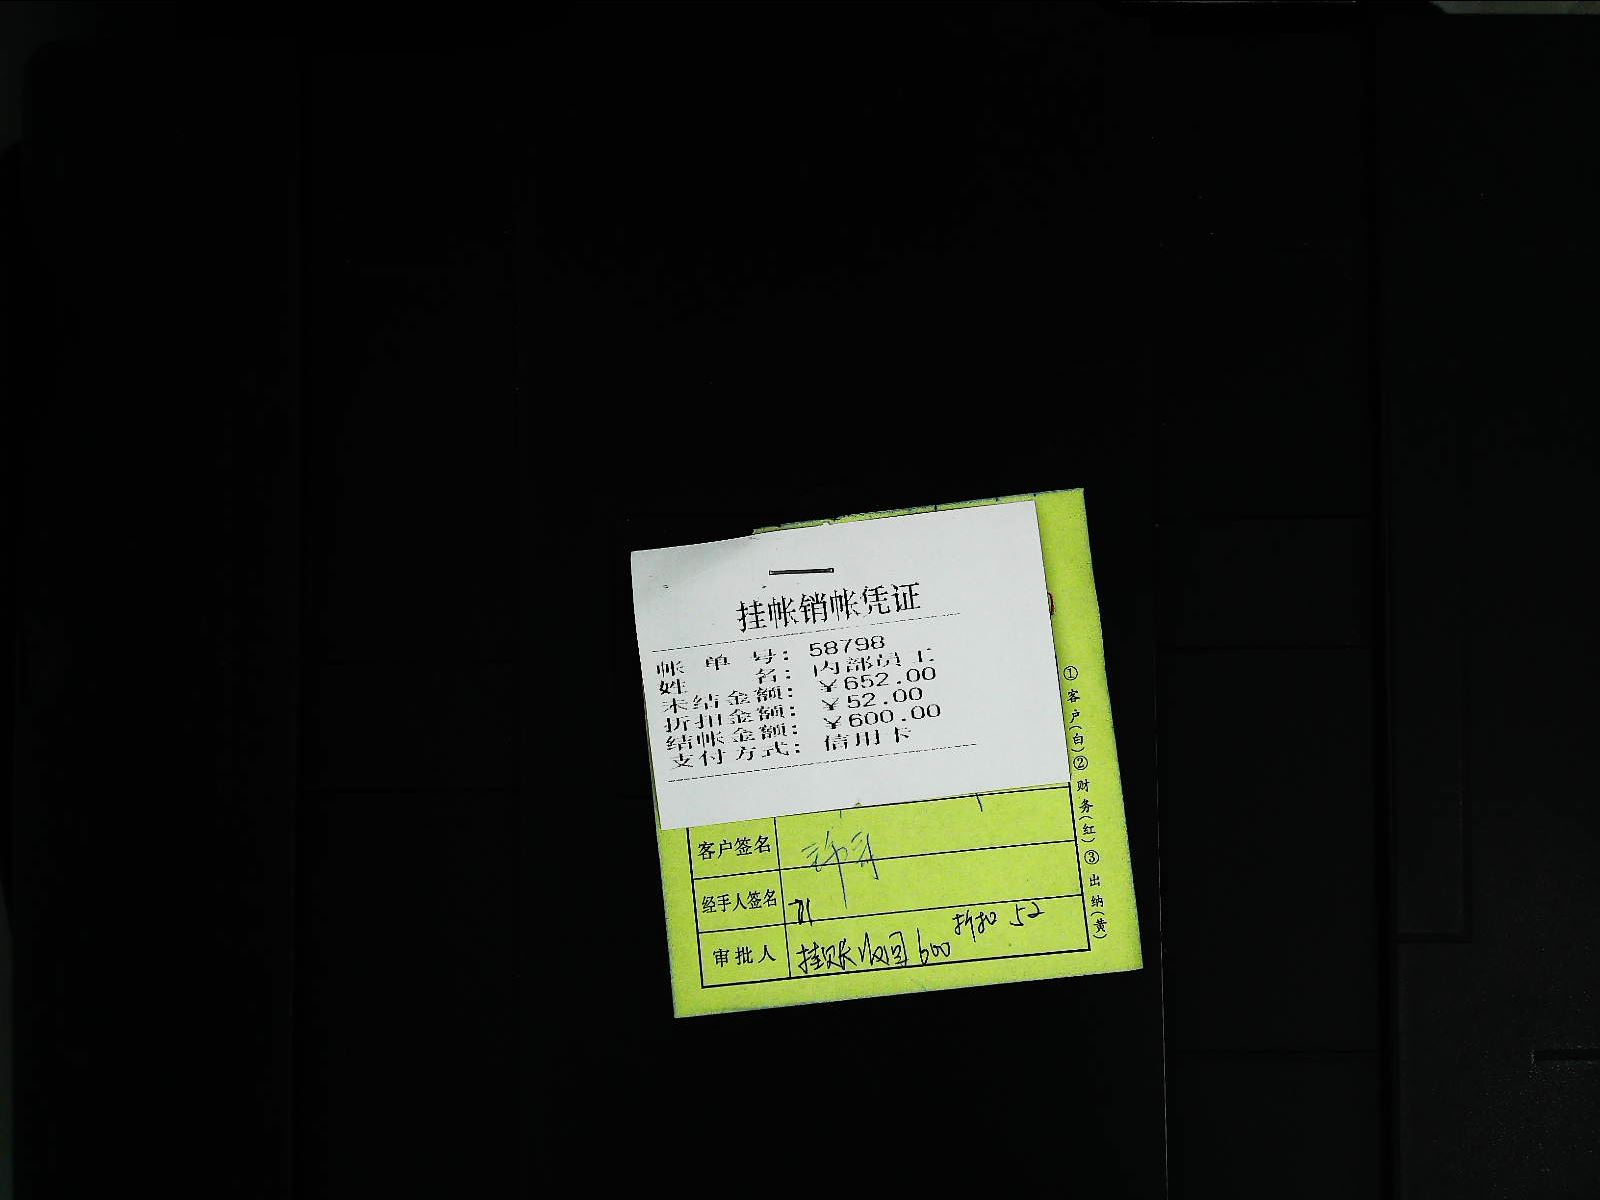 挂帐销帐凭证
帐单号: 58798
姓名: 内部员工
未结金额: ￥652.00
折扣金额: ￥52.00
结帐金额: ￥600.00
支付方式: 信用卡
客户签名
经手人签名
折扣 52
审批人 挂账收回600
①客户(白)②财务(红)③出纳(黄)